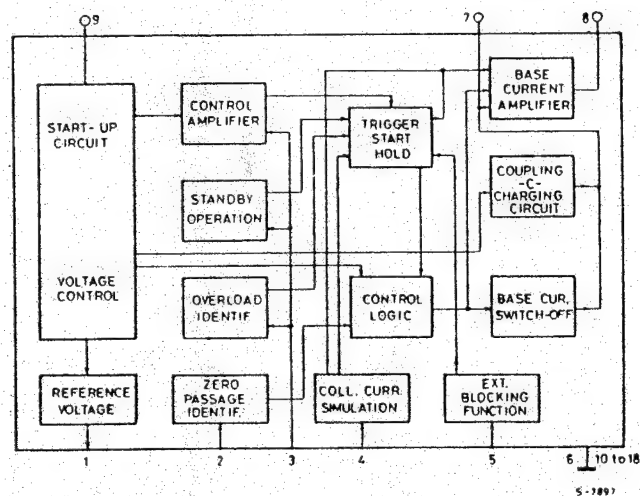 9
7
8
START-UP
CIRCUIT
VOLTAGE
CONTROL
CONTROL
AMPLIFIER
TRIGGER
START
HOLD
BASE
CURRENT
AMPLIFIER
STANDBY
OPERATION
COUPLING
-C-
CHARGING
CIRCUIT
OVERLOAD
IDENTIF
CONTROL
LOGIC
BASE CUR.
SWITCH-OFF
REFERENCE
VOLTAGE
ZERO
PASSAGE
IDENTIF.
COLL. CURR.
SIMULATION
EXT.
BLOCKING
FUNCTION
1
2
3
4
5
6
10 to 18
S-7897